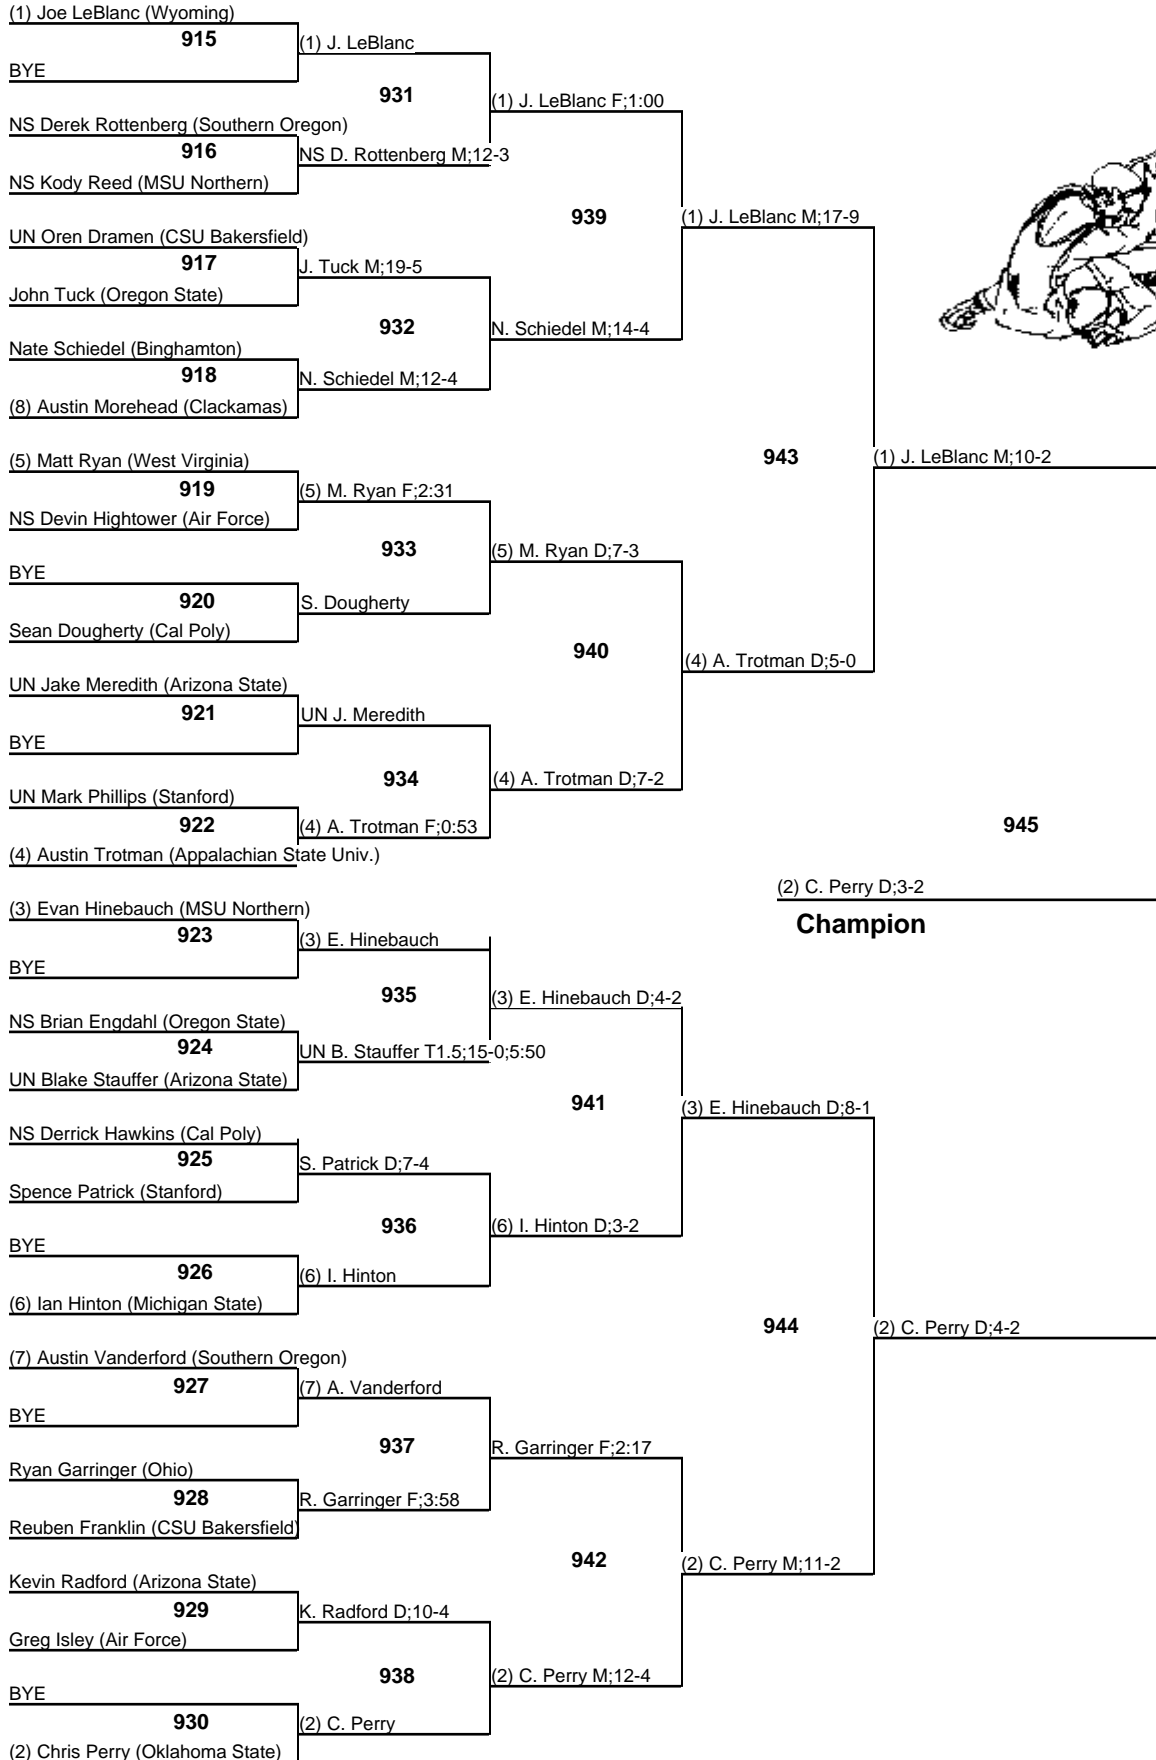 (1) Joe LeBlanc (Wyoming)
915
(1) J. LeBlanc
BYE
931
(1) J. LeBlanc F;1:00
NS Derek Rottenberg (Southern Oregon)
916
NS D. Rottenberg M;12-3
NS Kody Reed (MSU Northern)
939
(1) J. LeBlanc M;17-9
UN Oren Dramen (CSU Bakersfield)
917
J. Tuck M;19-5
John Tuck (Oregon State)
932
N. Schiedel M;14-4
Nate Schiedel (Binghamton)
918
N. Schiedel M;12-4
(8) Austin Morehead (Clackamas)
943
(1) J. LeBlanc M;10-2
(5) Matt Ryan (West Virginia)
919
(5) M. Ryan F;2:31
NS Devin Hightower (Air Force)
933
(5) M. Ryan D;7-3
BYE
920
S. Dougherty
Sean Dougherty (Cal Poly)
940
(4) A. Trotman D;5-0
UN Jake Meredith (Arizona State)
921
UN J. Meredith
BYE
934
(4) A. Trotman D;7-2
UN Mark Phillips (Stanford)
922
(4) A. Trotman F;0:53
(4) Austin Trotman (Appalachian State Univ.)
945
(2) C. Perry D;3-2
Champion
(3) Evan Hinebauch (MSU Northern)
923
(3) E. Hinebauch
BYE
935
(3) E. Hinebauch D;4-2
NS Brian Engdahl (Oregon State)
924
UN B. Stauffer T1.5;15-0;5:50
UN Blake Stauffer (Arizona State)
941
(3) E. Hinebauch D;8-1
NS Derrick Hawkins (Cal Poly)
925
S. Patrick D;7-4
Spence Patrick (Stanford)
936
(6) I. Hinton D;3-2
BYE
926
(6) I. Hinton
(6) Ian Hinton (Michigan State)
944
(2) C. Perry D;4-2
(7) Austin Vanderford (Southern Oregon)
927
(7) A. Vanderford
BYE
937
R. Garringer F;2:17
Ryan Garringer (Ohio)
928
R. Garringer F;3:58
Reuben Franklin (CSU Bakersfield)
942
(2) C. Perry M;11-2
Kevin Radford (Arizona State)
929
K. Radford D;10-4
Greg Isley (Air Force)
938
(2) C. Perry M;12-4
BYE
930
(2) C. Perry
(2) Chris Perry (Oklahoma State)